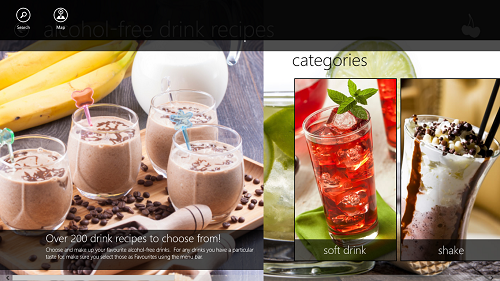 Search
Map
alcohol-free drink recipes
categories
Over 200 drink recipes to choose from!
Choose and make up your favourite alcohol-free drinks. For any drinks you have a particular
taste for make sure you select those as Favourites using the menu bar
soft drink
shake